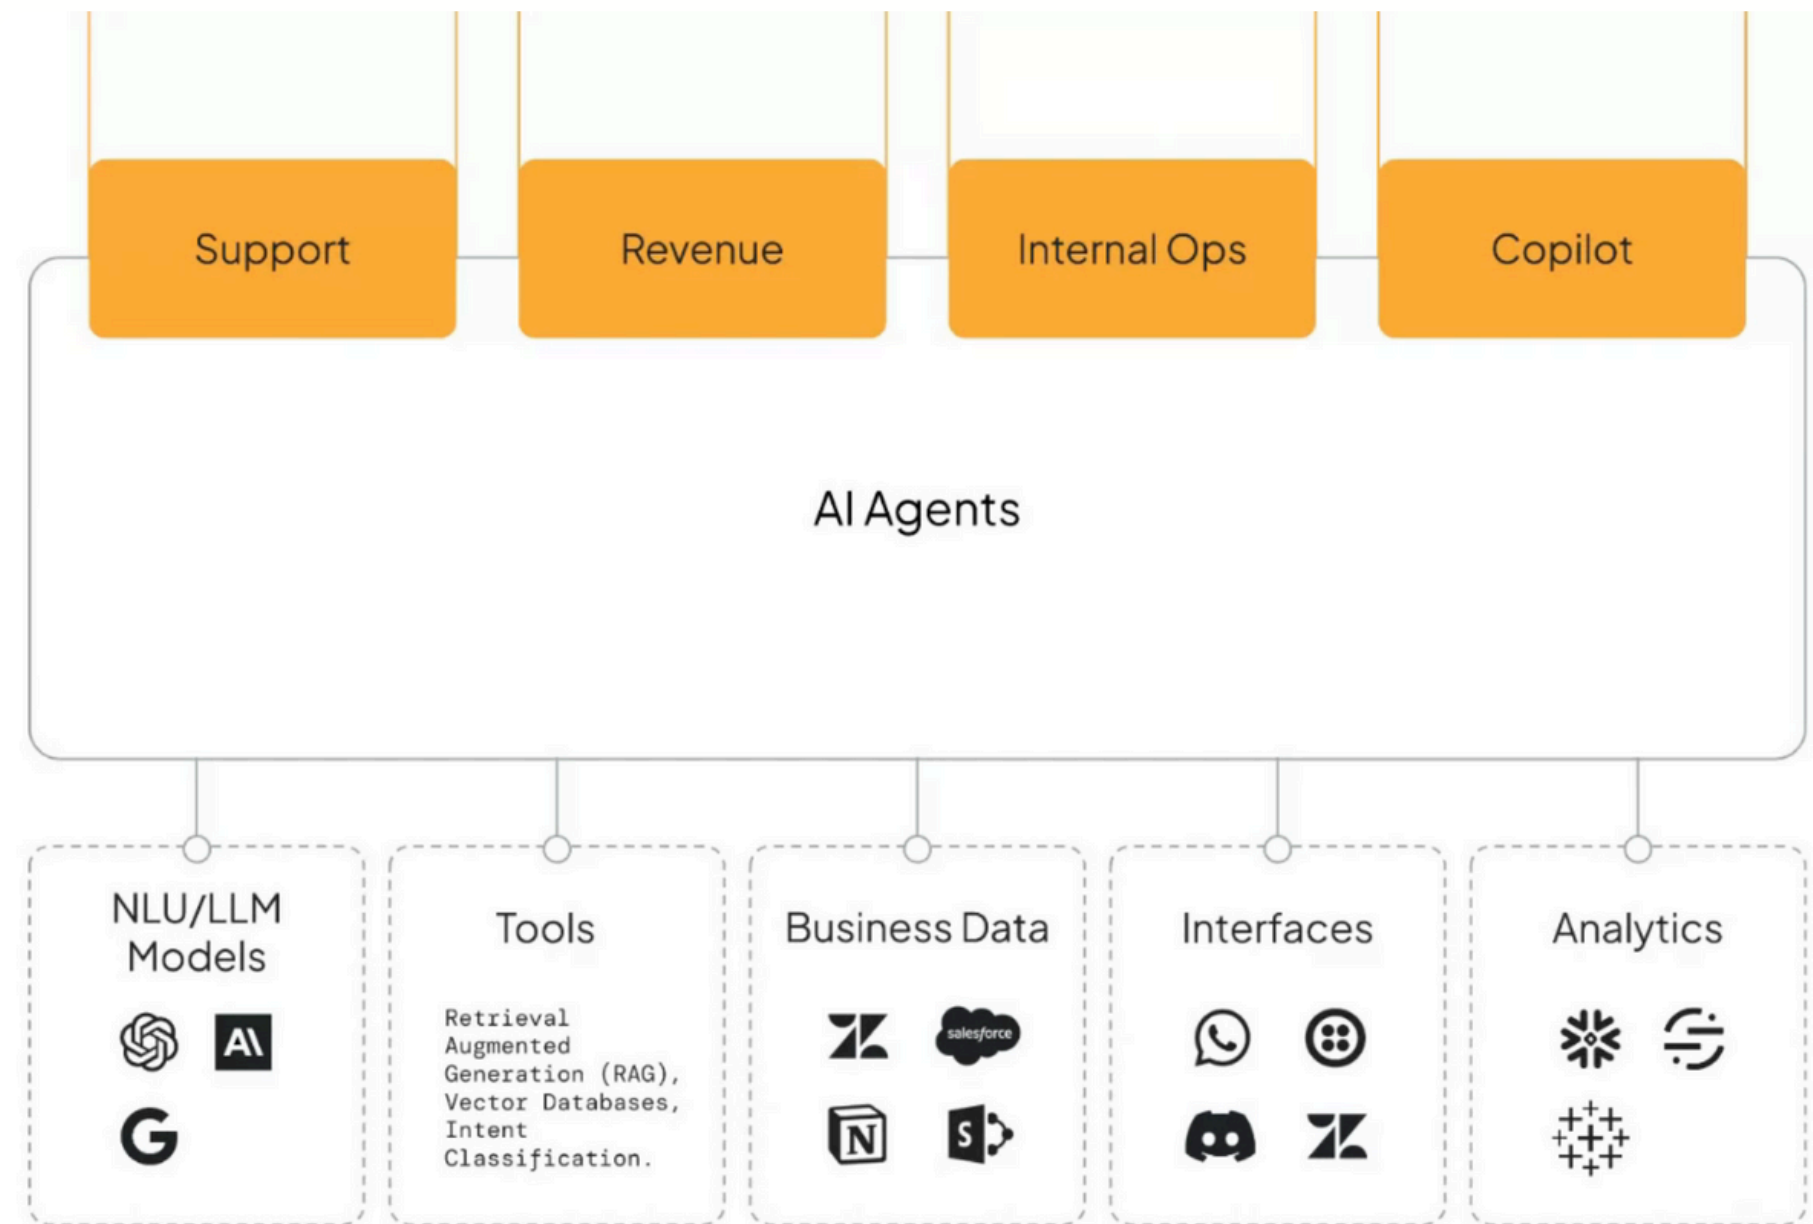 Support
Revenue
Internal Ops
Copilot
AI Agents
NLU/LLM
Models
Tools
Retrieval
Augmented
Generation (RAG),
Vector Databases,
Intent
Classification.
Business Data
salesforce
N
S
Interfaces
Analytics